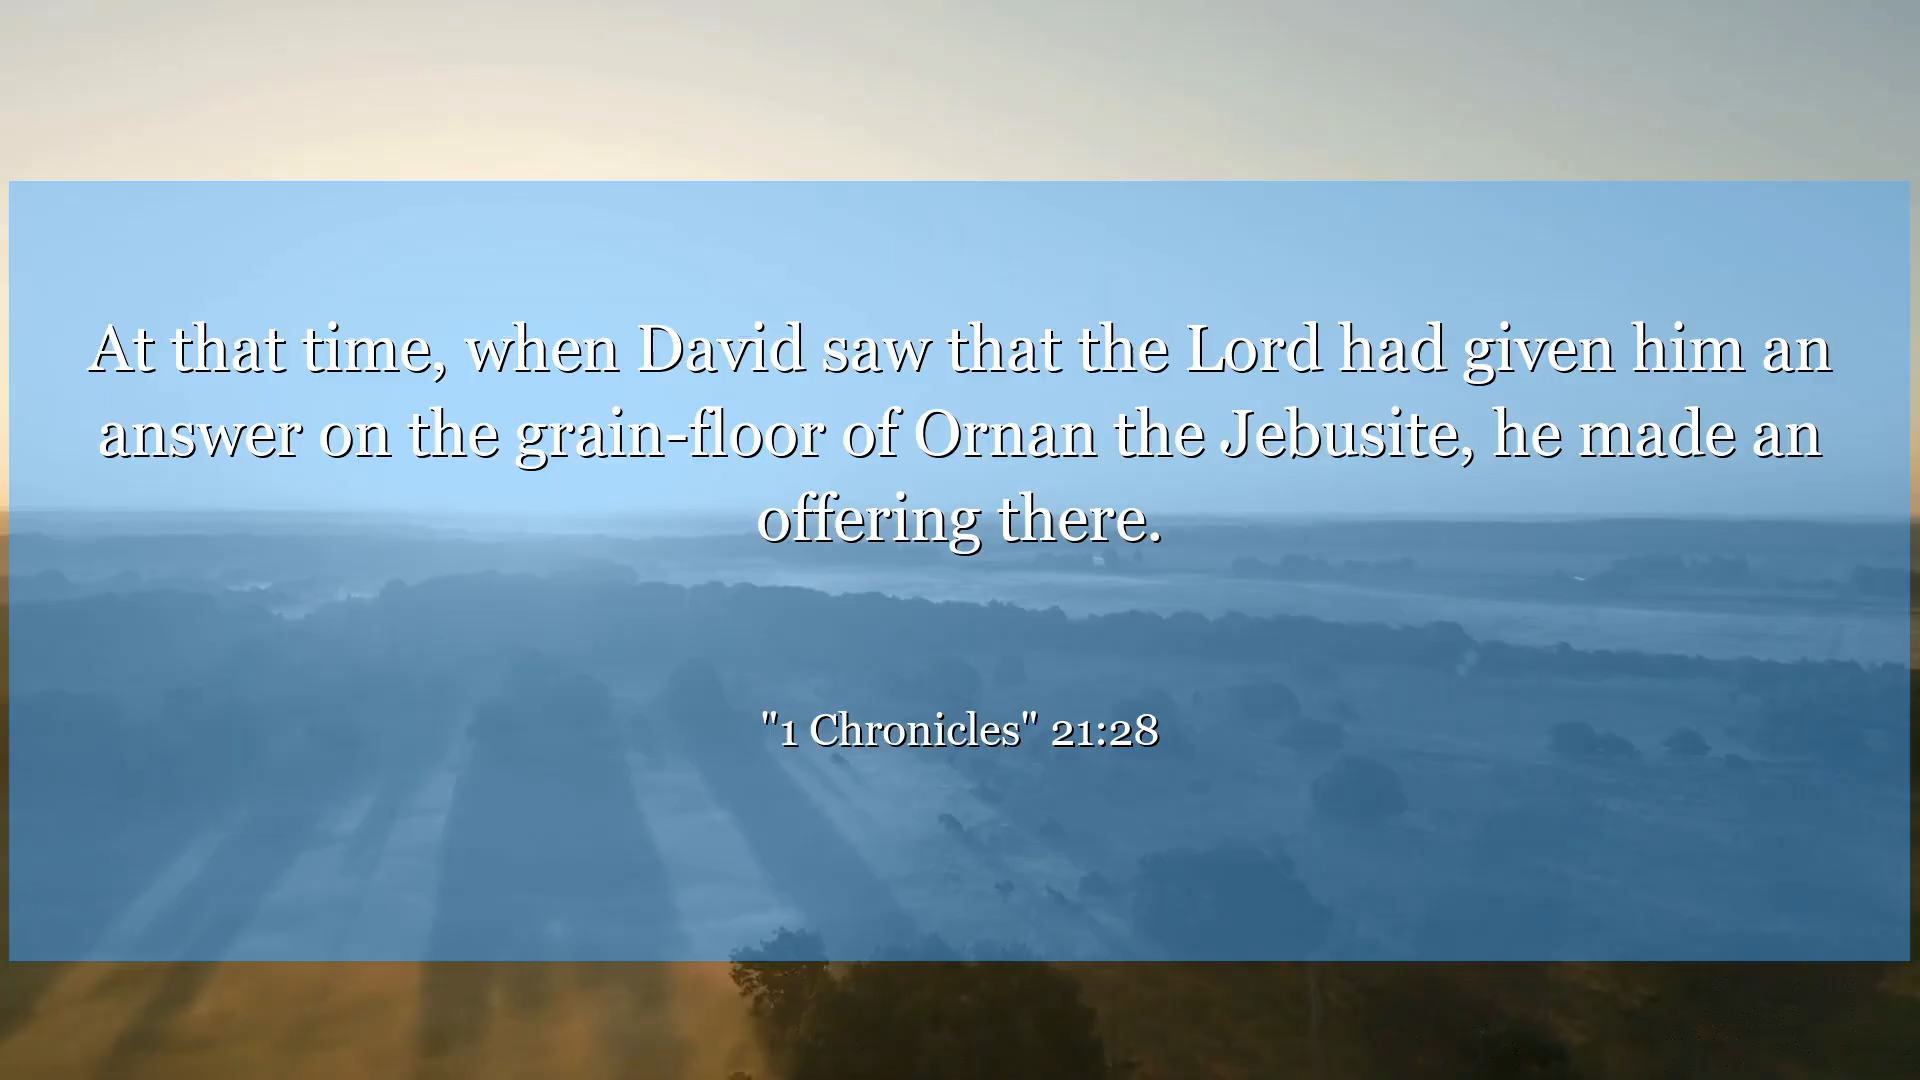 At that time, when David saw that the Lord had given him an
answer on the grain-floor of Ornan the Jebusite, he made an
offering there.
"1 Chronicles" 21:28